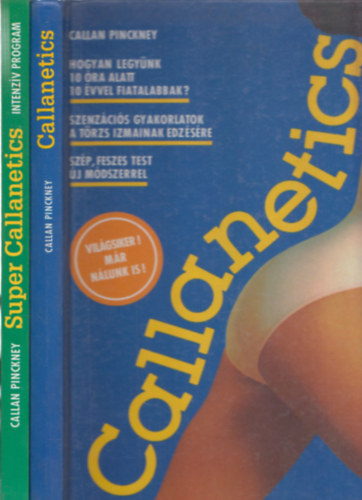 CALLAN PINCKNEY Super Callanetics INTENZÍV PROGRAM
CALLAN PINCKNEY Callanetics
CALLAN PINCKNEY
HOGYAN LEGYÜNK
10 ÓRA ALATT
10 ÉVVEL FIATALABBAK?
SZENZÁCIÓS GYAKORLATOK
A TÖRZS IZMAINAK EDZÉSÉRE
SZÉP, FESZES TEST
ÚJ MÓDSZERREL
VILÁGSIKER!
MÁR
NÁLUNK IS!
Callanetics